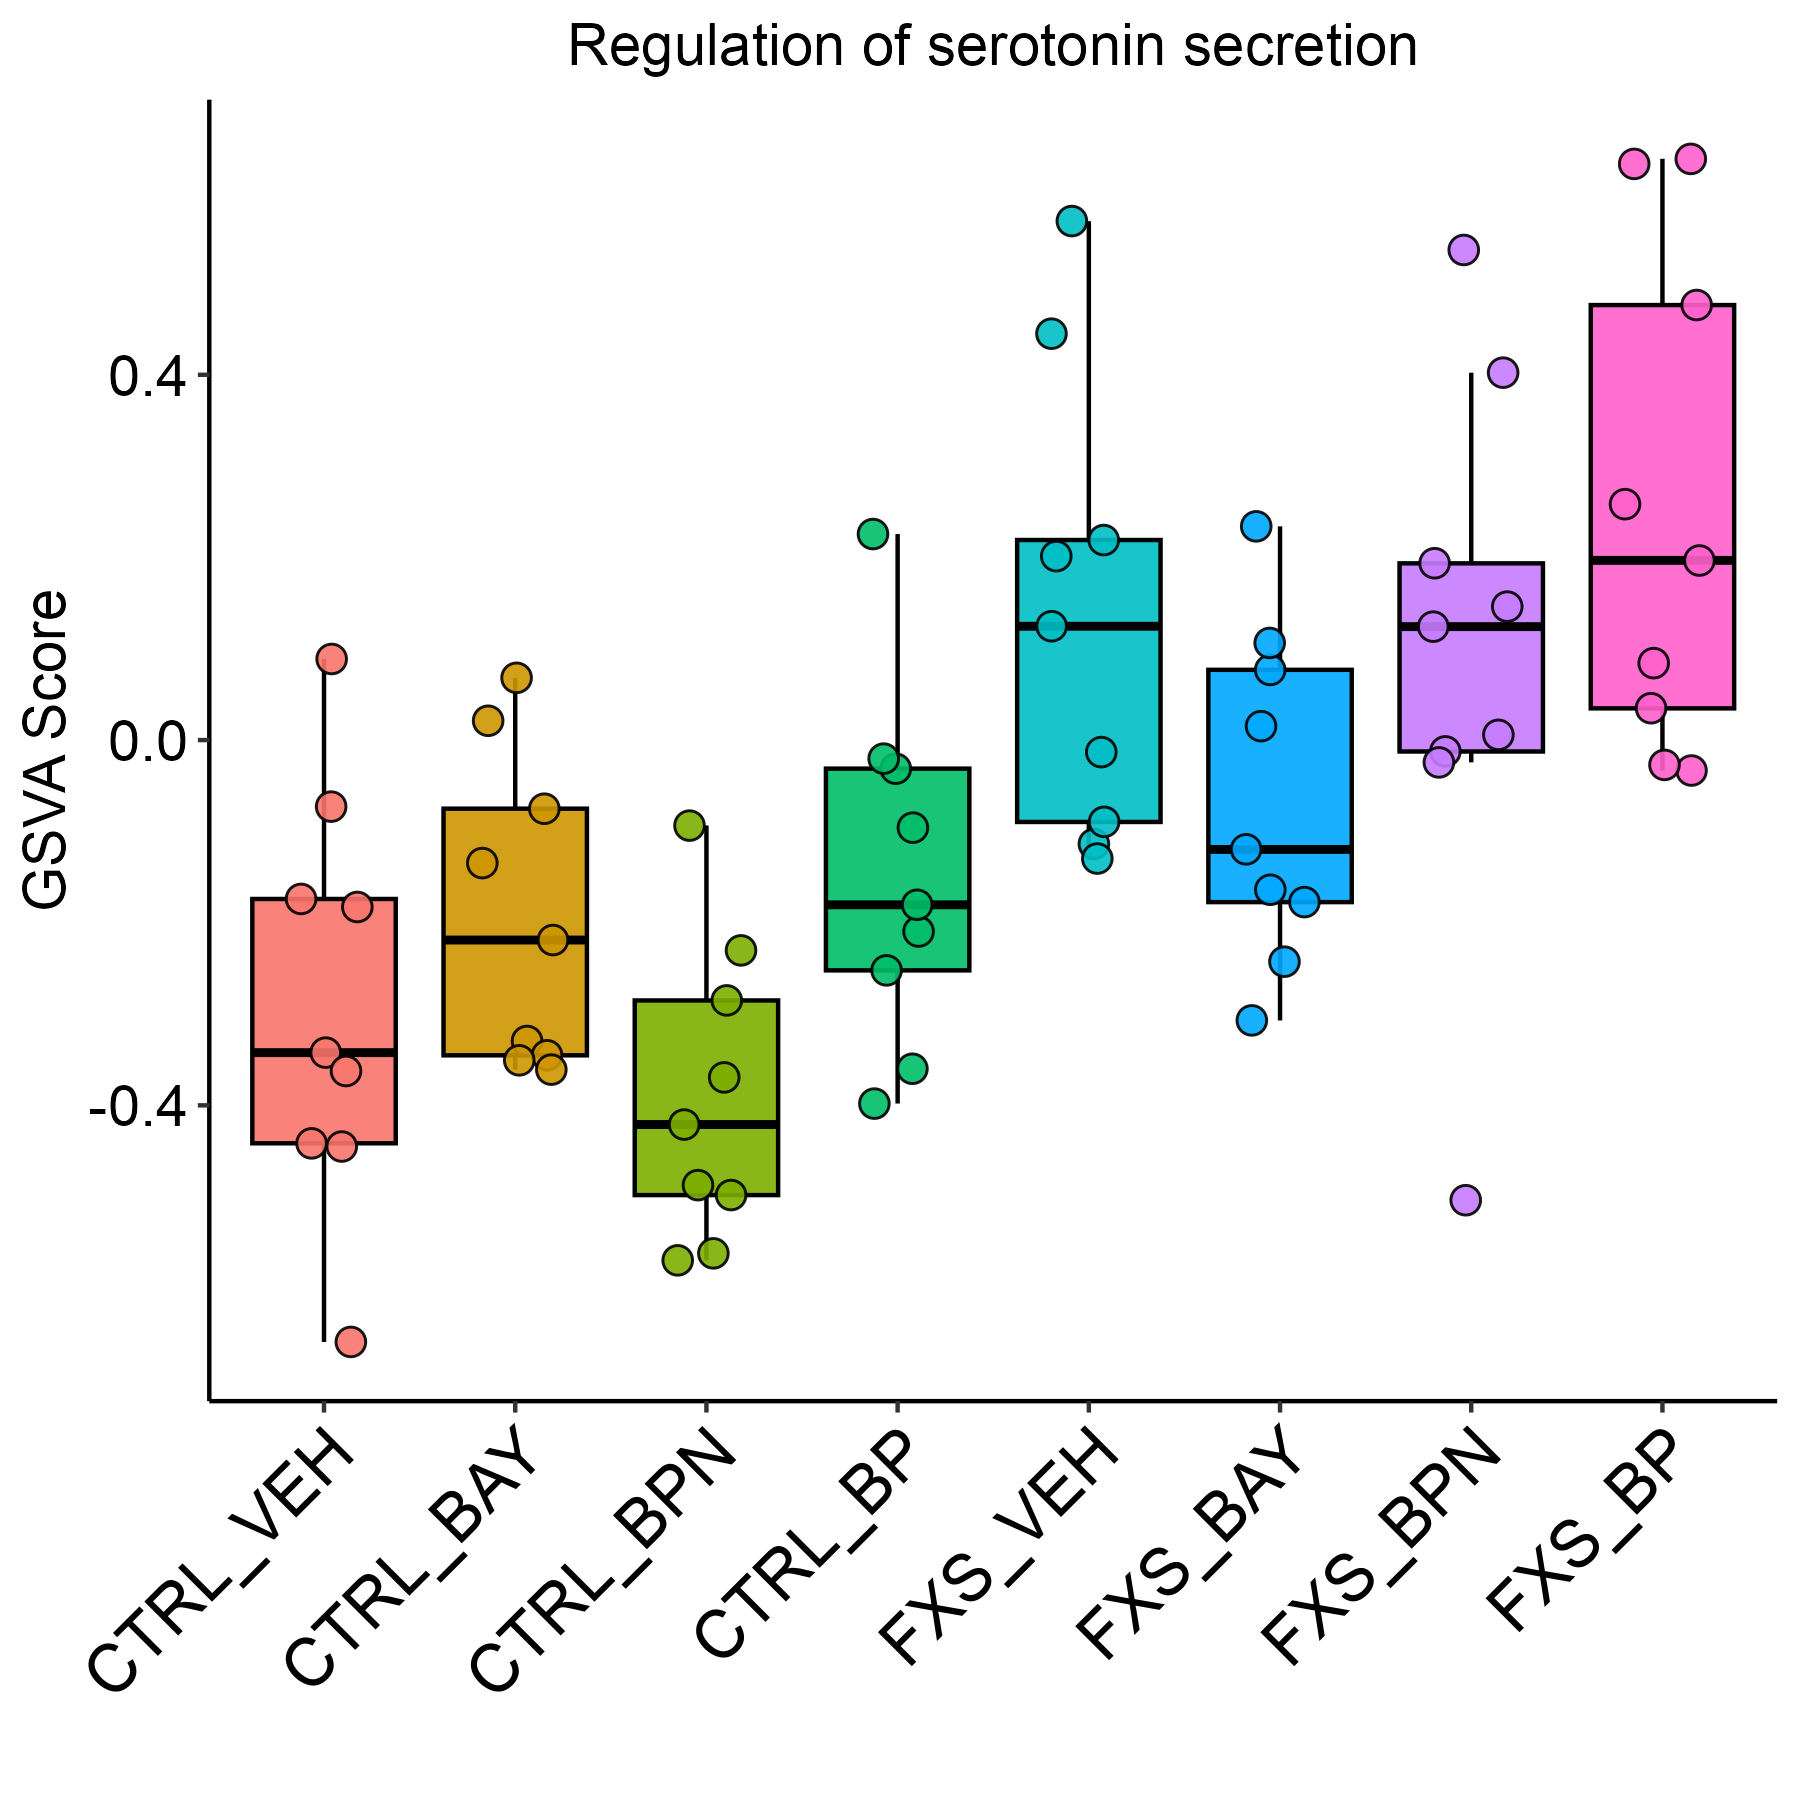 Regulation of serotonin secretion
GSVA Score
0.4
0.0
-0.4
CTRL_VEH
CTRL_BAY
CTRL_BPN
CTRL_BP
FXS_VEH
FXS_BAY
FXS_BPN
FXS_BP